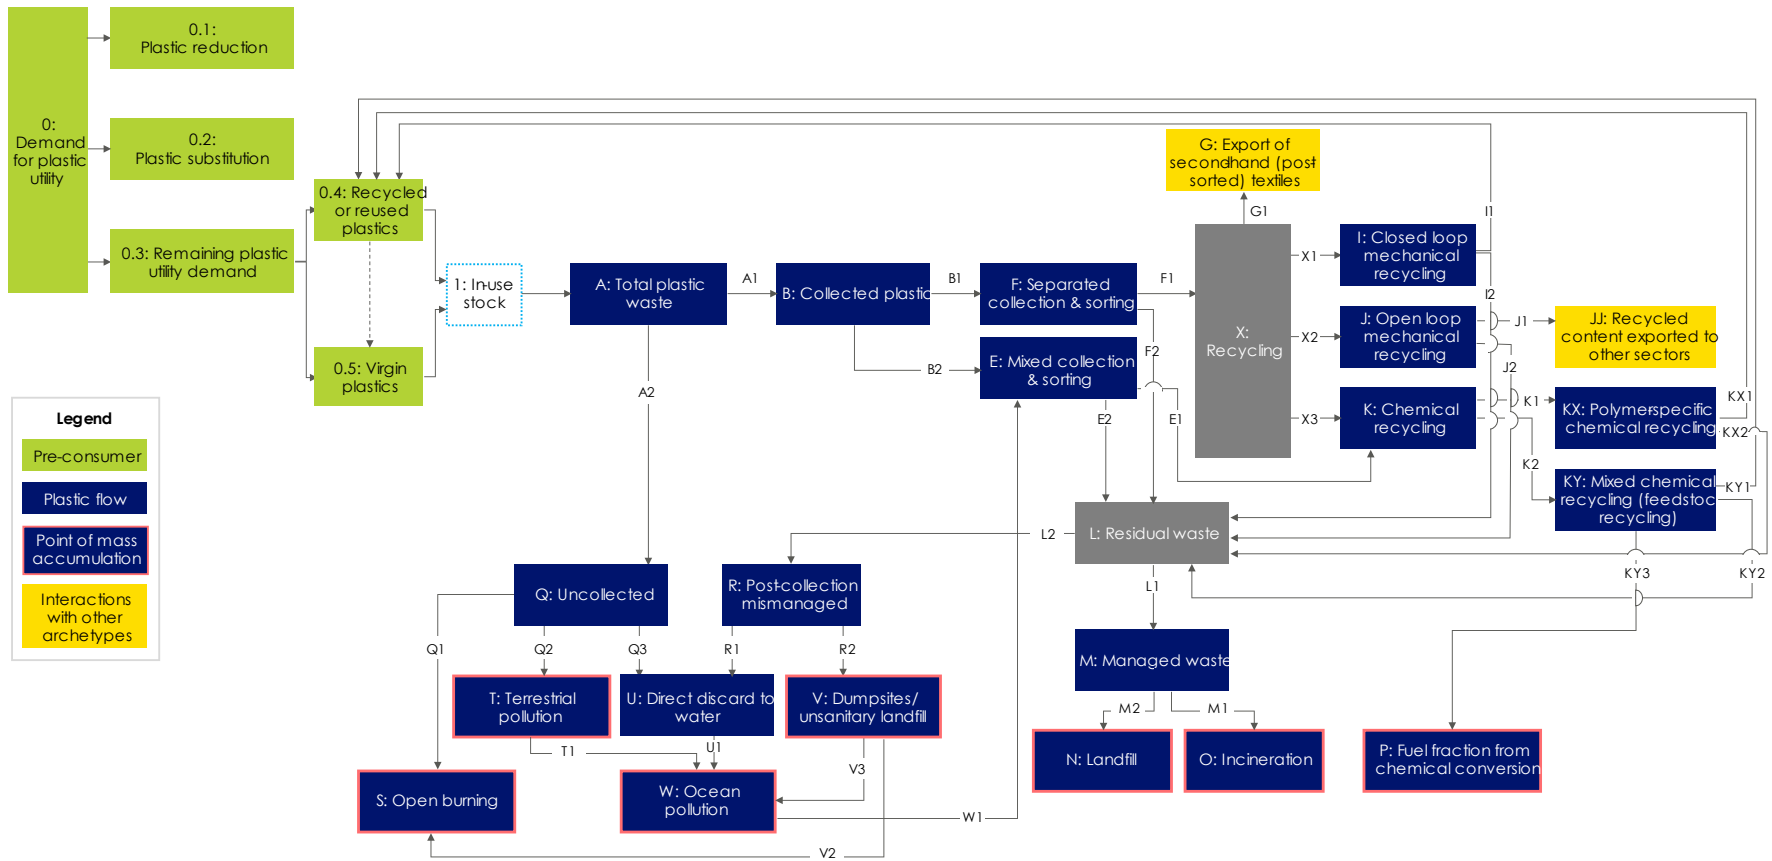 0:
Demand
for plastic
utility
0.1:
Plastic reduction
0.2:
Plastic substitution
0.3: Remaining plastic
utility demand
0.4: Recycled
or reused
plastics
0.5: Virgin
plastics
1: In-use
stock
A: Total plastic
waste
A1
A2
B: Collected plastic
B1
B2
F: Separated
collection & sorting
F1
F2
E: Mixed collection
& sorting
E2
E1
G: Export of
secondhand (post-
sorted) textiles
G1
X:
Recycling
X1
X2
X3
I: Closed loop
mechanical
recycling
I1
I2
J: Open loop
mechanical
recycling
J1
J2
JJ: Recycled
content exported to
other sectors
K: Chemical
recycling
K1
K2
KX: Polymer-specific
chemical recycling
KX1
KX2
KY: Mixed chemical
recycling (feedstoc
recycling)
KY1
KY2
KY3
L: Residual waste
L2
L1
Q: Uncollected
Q1
Q2
Q3
R: Post-collection
mismanaged
R1
R2
M: Managed waste
M2
M1
T: Terrestrial
pollution
T1
U: Direct discard to
water
U1
V: Dumpsites/
unsanitary landfill
V3
V2
S: Open burning
W: Ocean
pollution
W1
N: Landfill
O: Incineration
P: Fuel fraction from
chemical conversion
Legend
Pre-consumer
Plastic flow
Point of mass
accumulation
Interactions
with other
archetypes